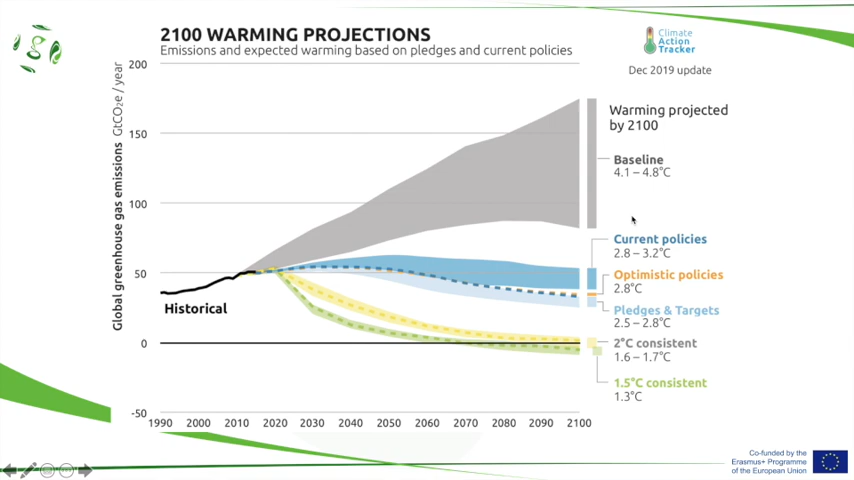 2100 WARMING PROJECTIONS
Emissions and expected warming based on pledges and current policies
Climate
Action
Tracker
Dec 2019 update
Global greenhouse gas emissions GtCO₂e / year
200
150
100
50
0
-50
Historical
1990 2000 2010 2020 2030 2040 2050 2060 2070 2080 2090 2100
Warming projected
by 2100
Baseline
4.1 – 4.8°C
Current policies
2.8 – 3.2°C
Optimistic policies
2.8°C
Pledges & Targets
2.5 – 2.8°C
2°C consistent
1.6 – 1.7°C
1.5°C consistent
1.3°C
Co-funded by the
Erasmus+ Programme
of the European Union